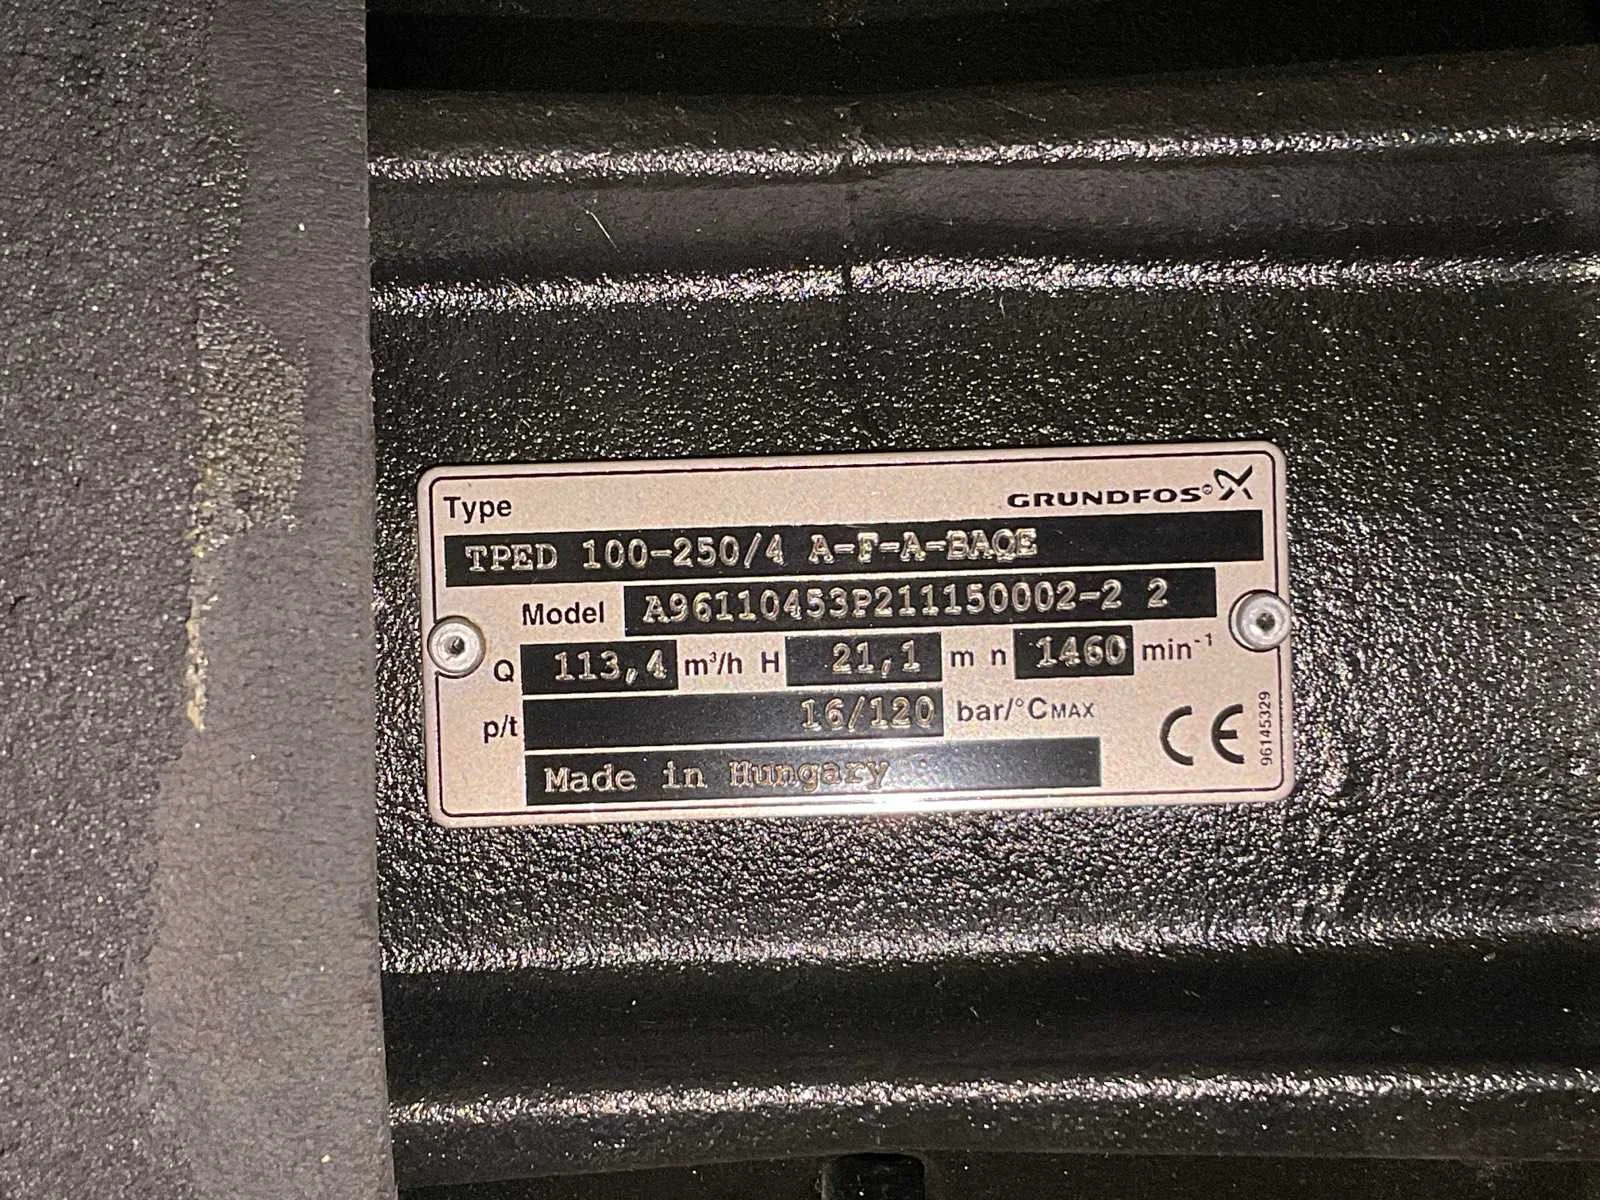 Type GRUNDFOS
TPED 100-250/4 A-F-A-BAQE
Model A96110453P211150002-2 2
Q 113,4 m³/h H 21,1 m n 1460 min⁻¹
p/t 16/120 bar/°CMAX
Made in Hungary
CE
96145329